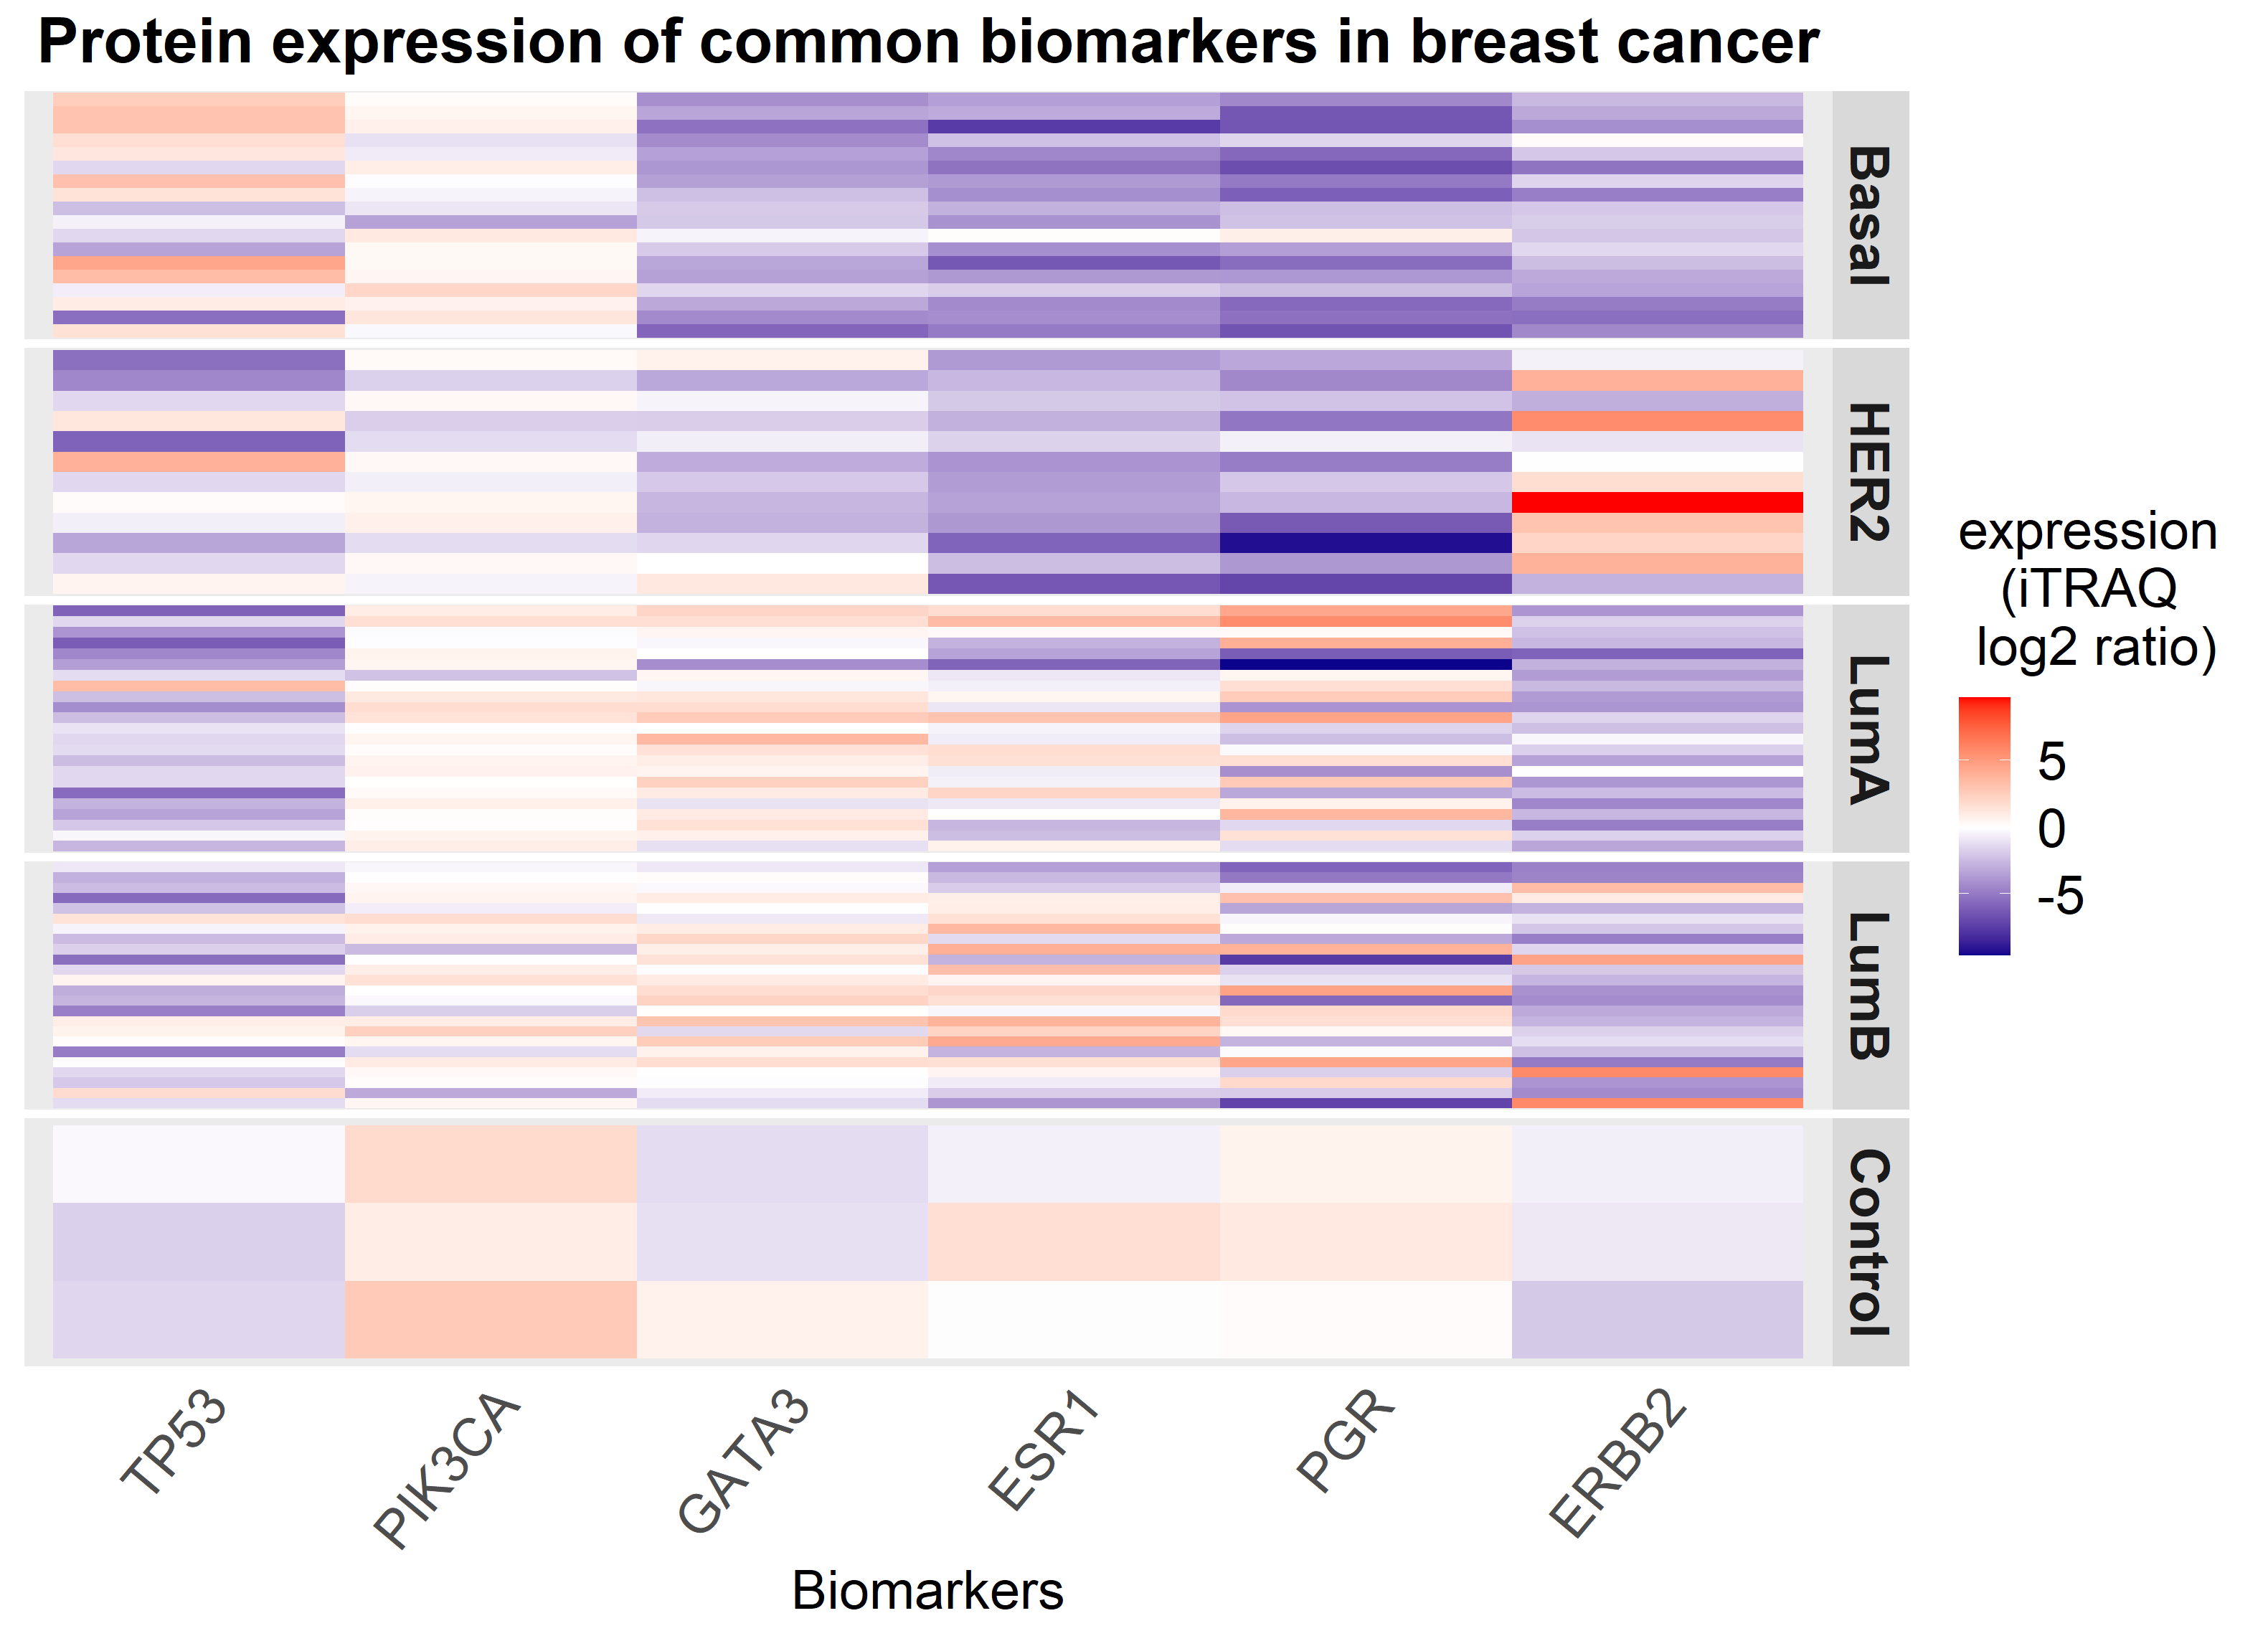 Protein expression of common biomarkers in breast cancer
Basal
HER2
LumA
LumB
Control
expression
(iTRAQ
log2 ratio)
5
0
-5
TP53
PIK3CA
GATA3
ESR1
PGR
ERBB2
Biomarkers